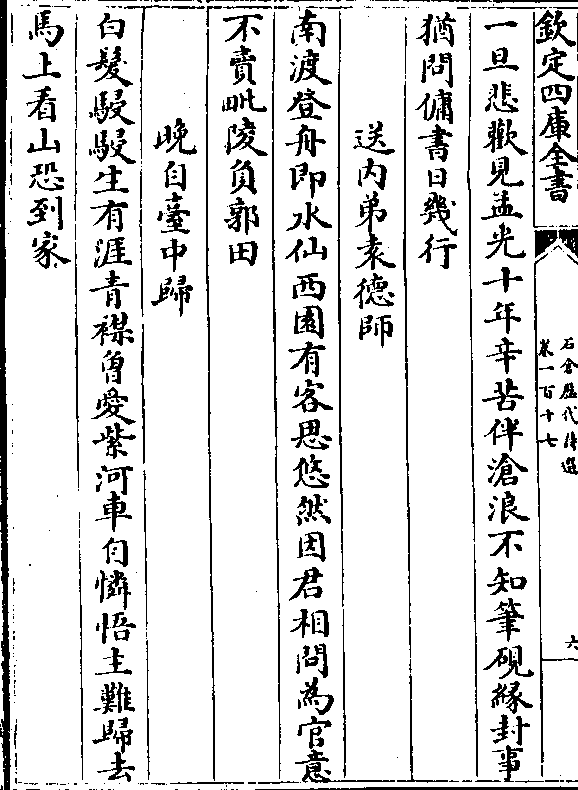 欽定四庫全書
石倉歷代詩選
卷一百十七
六
一旦悲歡見孟光十年辛苦伴滄浪不知筆硯緣封事
猶問傭書日幾行
送内弟袁德師
南渡登舟即水仙西園有客思悠然因君相問為官意
不賣毗陵負郭田
晚自臺中歸
白髮駸駸生有涯青襟曾愛紫河車自憐悟主難歸去
馬上看山恐到家